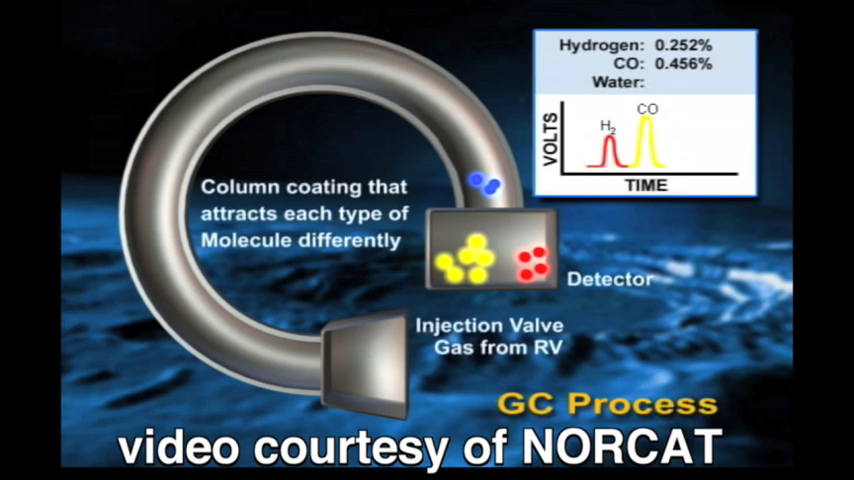 Hydrogen: 0.252%
CO: 0.456%
Water:
CO
H2
VOLTS
TIME
Column coating that
attracts each type of
Molecule differently
Detector
Injection Valve
Gas from RV
GC Process
video courtesy of NORCAT